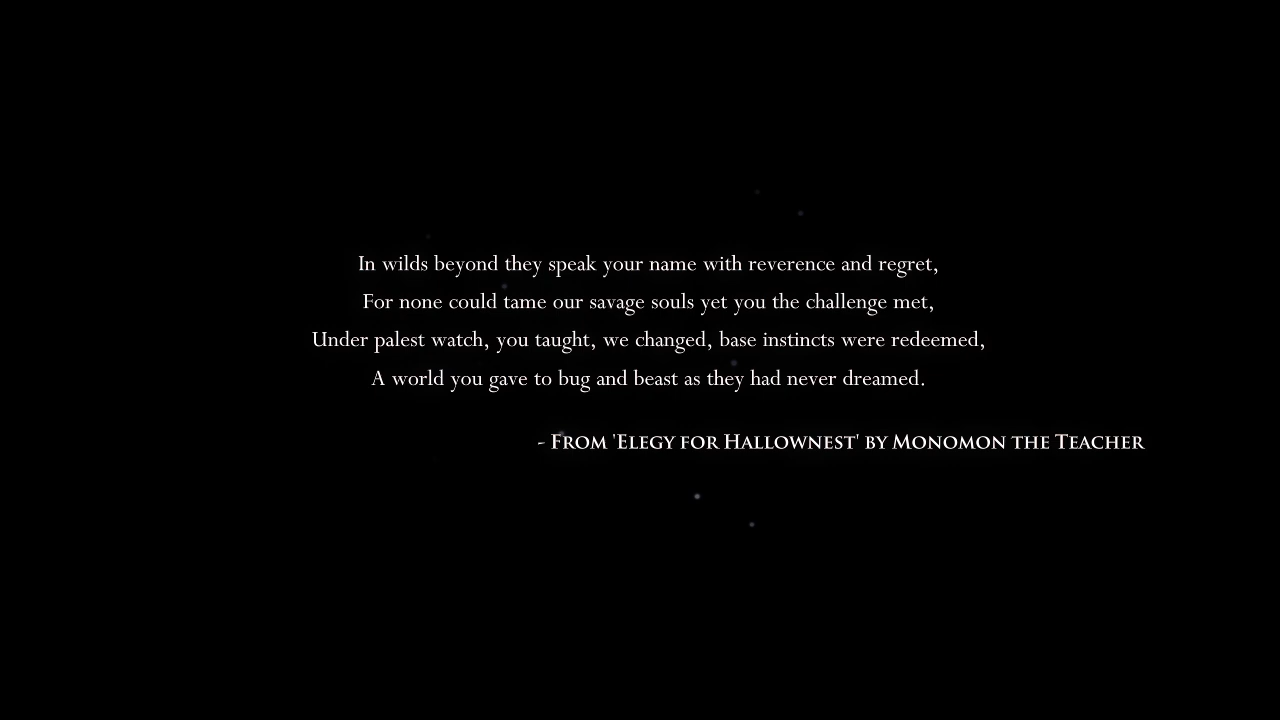 In wilds beyond they speak your name with reverence and regret,
For none could tame our savage souls yet you the challenge met,
Under palest watch, you taught, we changed, base instincts were redeemed,
A world you gave to bug and beast as they had never dreamed.
- From 'Elegy for Hallownest' by Monomon the Teacher